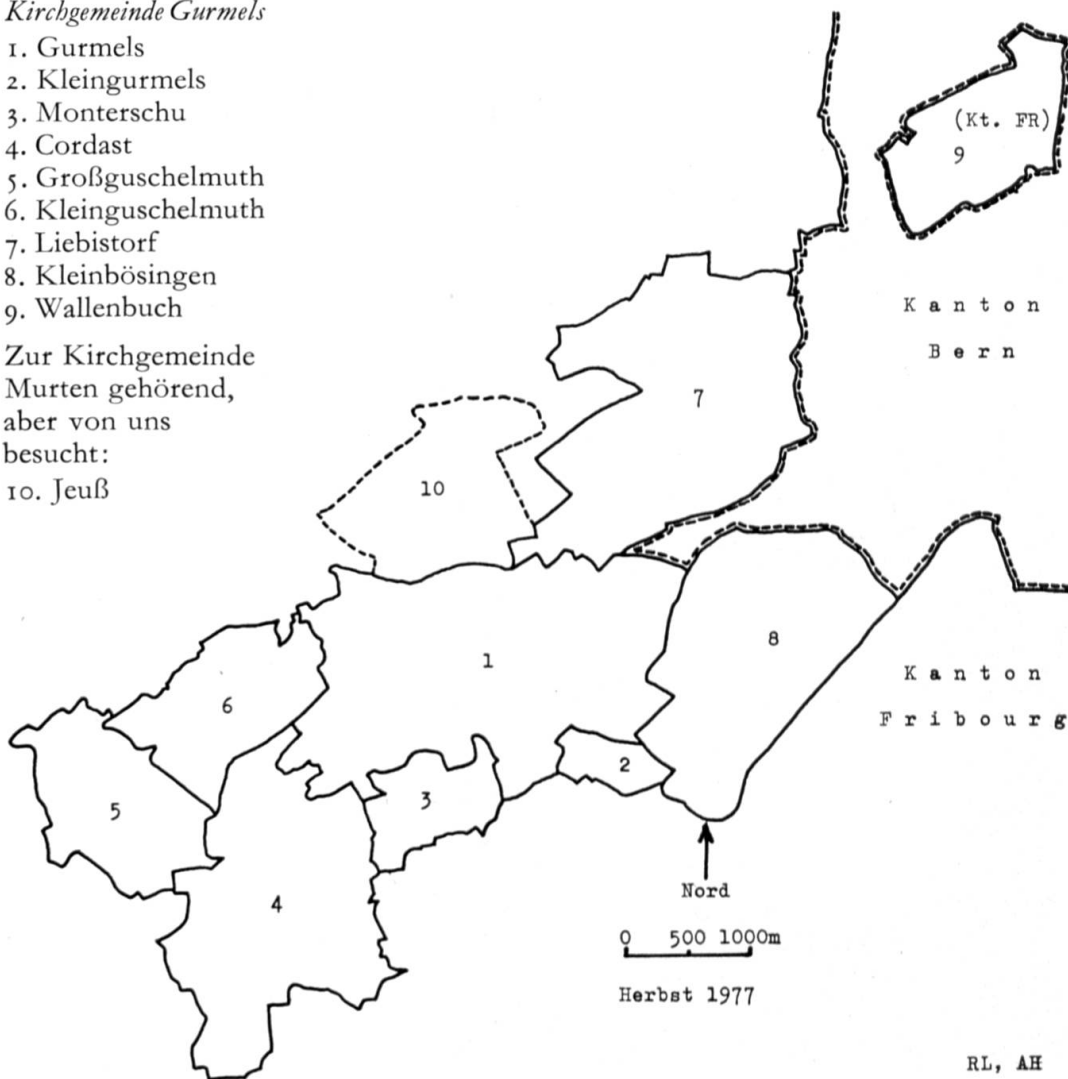 Kirchgemeinde Gurmels
1. Gurmels
2. Kleingurmels
3. Monterschu
4. Cordast
5. Großguschelmuth
6. Kleinguschelmuth
7. Liebistorf
8. Kleinbösingen
9. Wallenbuch
Zur Kirchgemeinde
Murten gehörend,
aber von uns
besucht:
10. Jeuß
(Kt. FR)
9
Kanton
Bern
7
10
8
1
Kanton
Fribourg
6
2
3
5
4
Nord
0 500 1000m
Herbst 1977
RL, AH